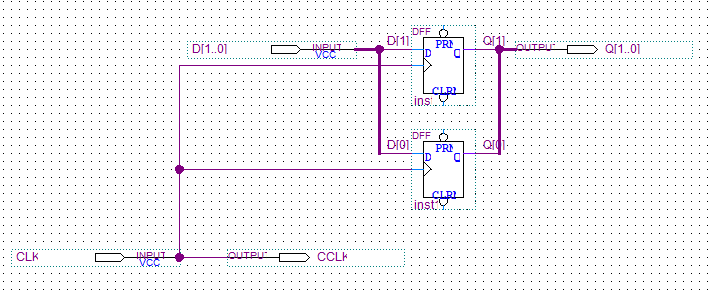 DFF
D[1..0]
INPUT
VCC
D[1]
PRN
Q[1]
OUTPUT
Q[1..0]
D
Q
CLRN
inst
DFF
D[0]
PRN
Q[0]
D
Q
CLRN
inst
CLK
INPUT
VCC
OUTPUT
CCLK